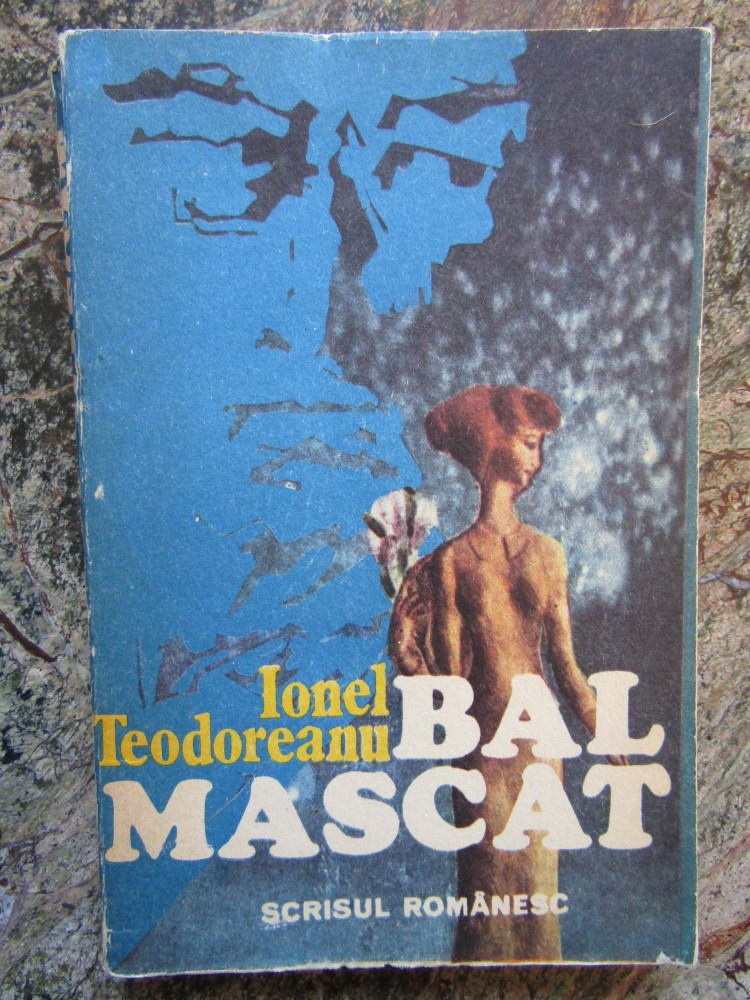 Ionel
Teodoreanu
BAL
MASCAT
SCRISUL ROMÂNESC